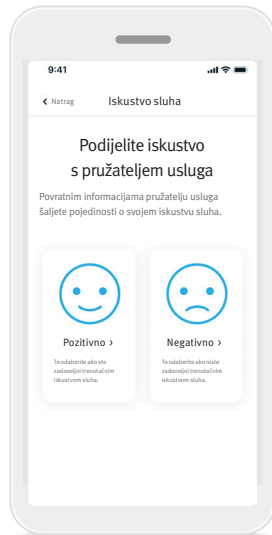 9:41
Natrag Iskustvo sluha
Podijelite iskustvo
s pružateljem usluga
Povratnim informacijama pružatelju usluga
šaljete pojedinosti o svojem iskustvu sluha.
Pozitivno ›
To odaberite ako ste
zadovoljni trenutačnim
iskustvom sluha.
Negativno ›
To odaberite ako niste
zadovoljni trenutačnim
iskustvom sluha.